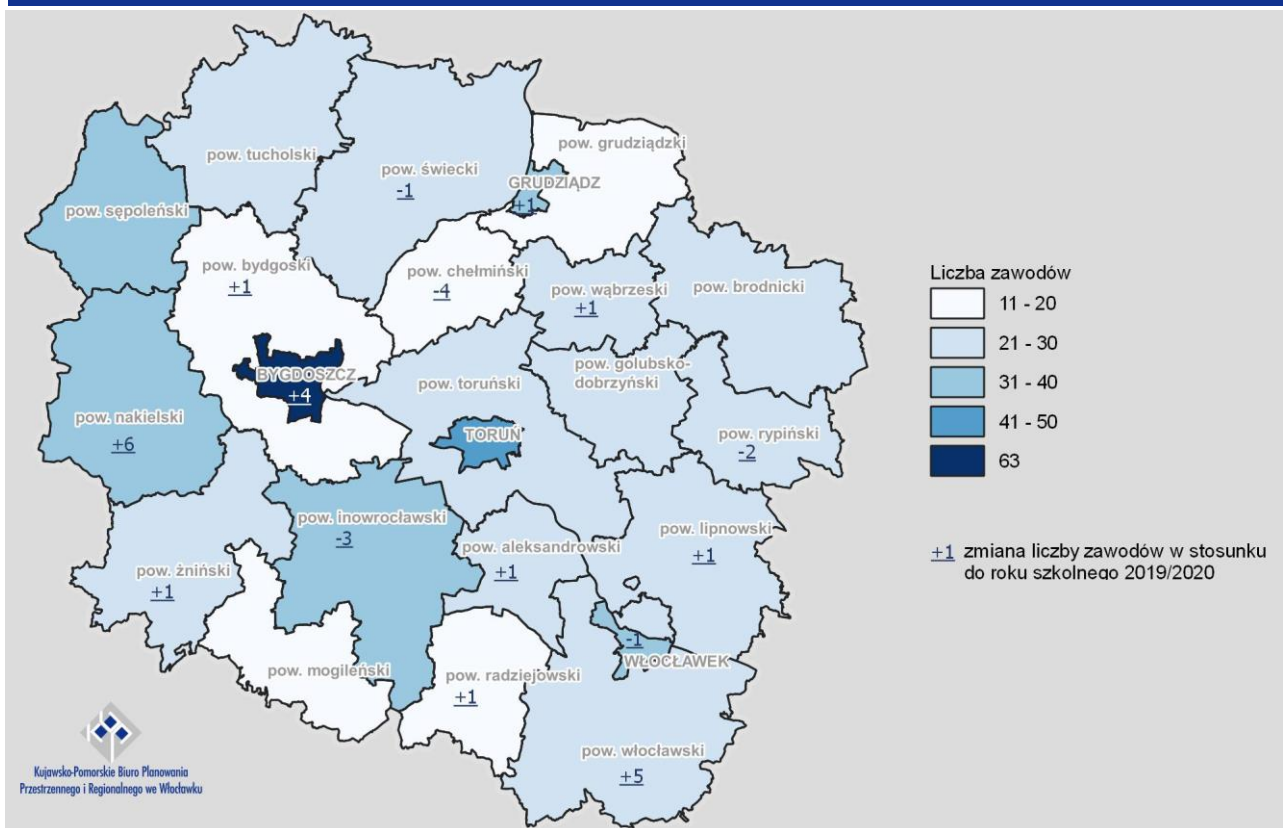 pow. tucholski
pow. świecki
-1
pow. grudziądzki
GRUDZIĄDZ
+1
pow. sępoleński
pow. bydgoski
+1
pow. chełmiński
-4
pow. wąbrzeski
+1
pow. brodnicki
BYDGOSZCZ
+4
pow. toruński
pow. golubsko-
dobrzyński
pow. nakielski
+6
TORUŃ
pow. rypiński
-2
pow. inowrocławski
-3
pow. aleksandrowski
+1
pow. lipnowski
+1
pow. żniński
+1
-1
WŁOCŁAWEK
pow. mogileński
pow. radziejowski
+1
pow. włocławski
+5
Liczba zawodów
11 - 20
21 - 30
31 - 40
41 - 50
63
+1 zmiana liczby zawodów w stosunku
do roku szkolnego 2019/2020
Kujawsko-Pomorskie Biuro Planowania
Przestrzennego i Regionalnego we Włocławku